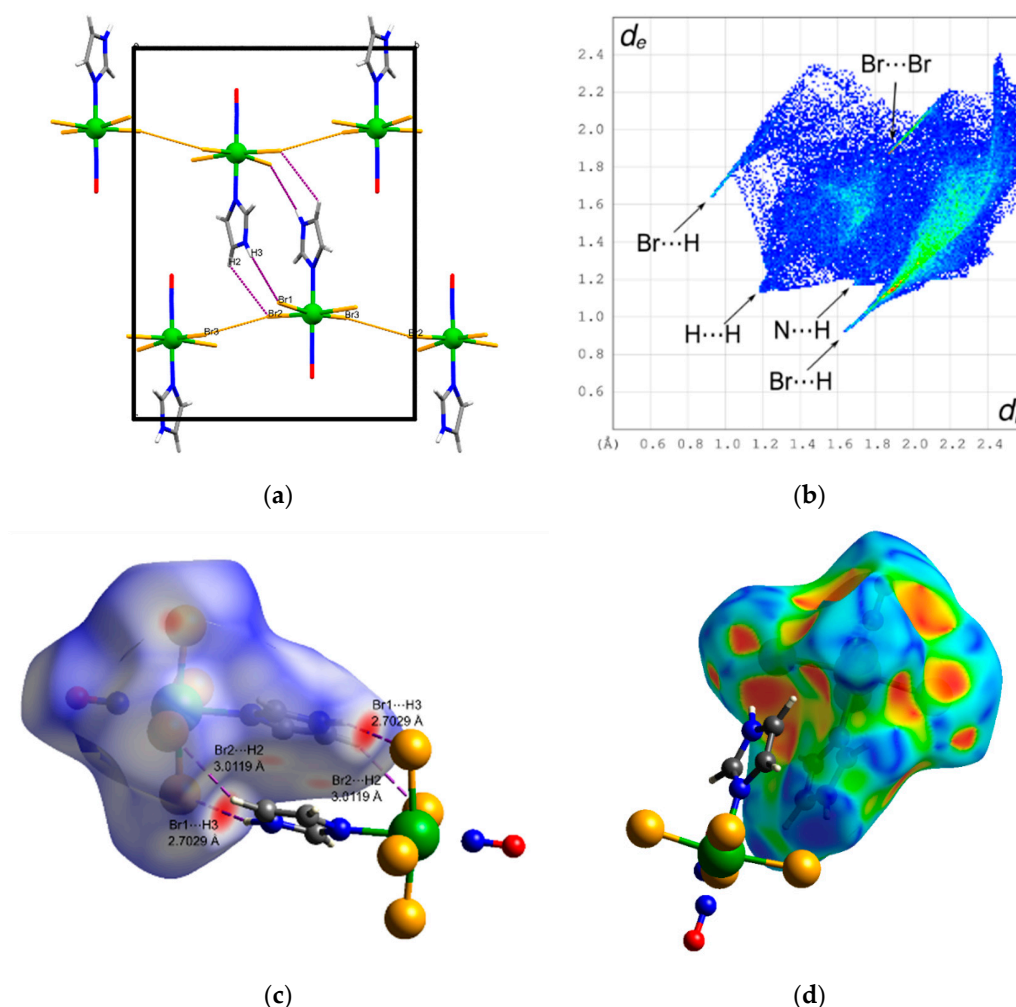 b
H3
H2
Br1
Br2
Br3
Br3
Br2
(a)
de
Br···Br
2.4
2.2
2.0
1.8
1.6
1.4
1.2
1.0
0.8
0.6
Br···H
H···H
N···H
Br···H
(Å) 0.6 0.8 1.0 1.2 1.4 1.6 1.8 2.0 2.2 2.4
(b)
Br1···H3
2.7029 Å
Br2···H2
3.0119 Å
Br2···H2
3.0119 Å
Br1···H3
2.7029 Å
(c)
(d)